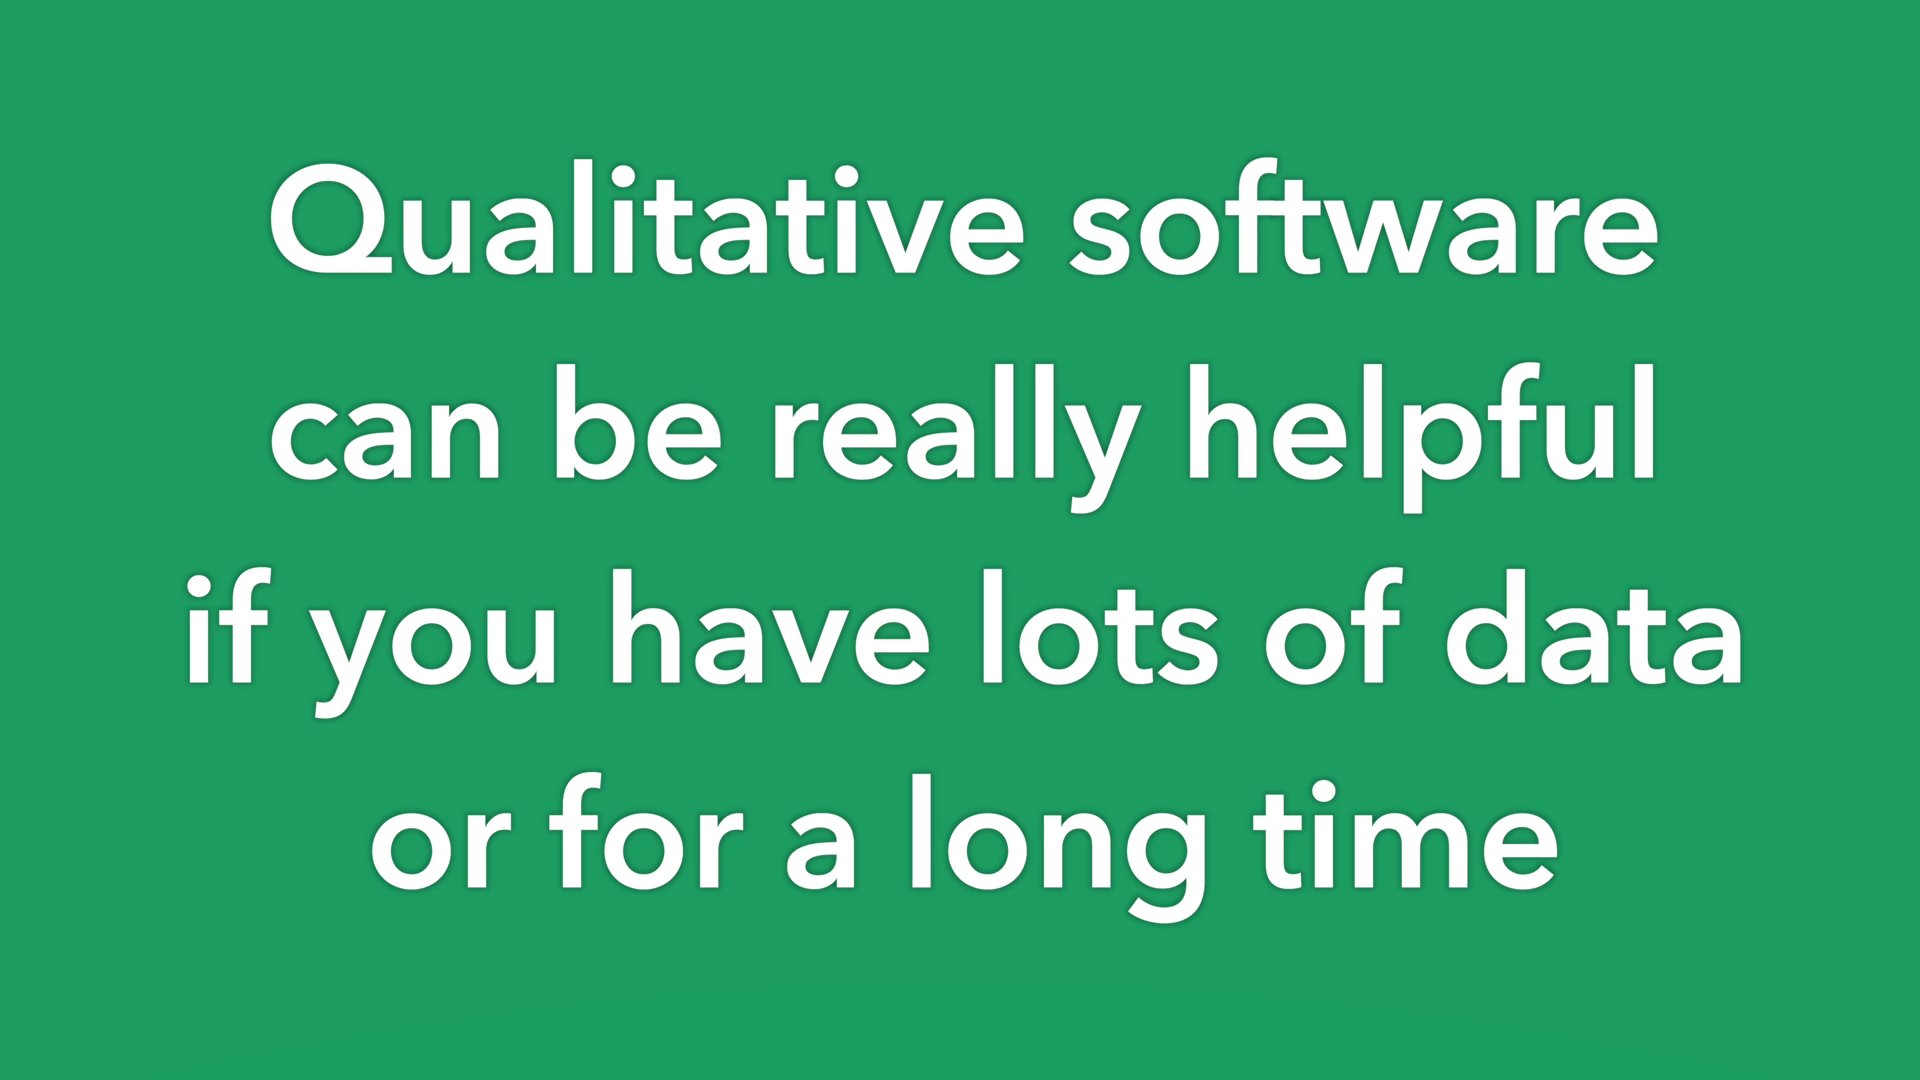 Qualitative software
can be really helpful
if you have lots of data
or for a long time